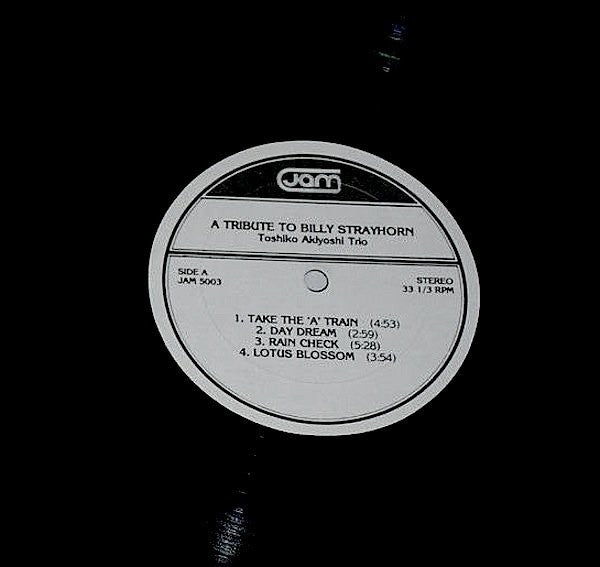 Jam
A TRIBUTE TO BILLY STRAYHORN
Toshiko Akiyoshi Trio
SIDE A
JAM 5003
STEREO
33 1/3 RPM
1. TAKE THE 'A' TRAIN (4:53)
2. DAY DREAM (2:59)
3. RAIN CHECK (5:28)
4. LOTUS BLOSSOM (3:54)